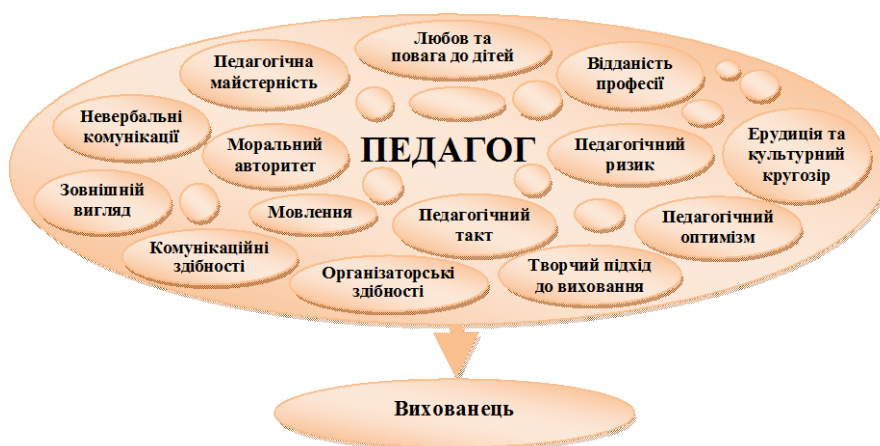 Любов та
повага до дітей
Педагогічна
майстерність
Відданість
професії
Невербальні
комунікації
Моральний
авторитет
ПЕДАГОГ
Педагогічний
ризик
Ерудиція та
культурний
кругозір
Зовнішній
вигляд
Мовлення
Педагогічний
такт
Педагогічний
оптимізм
Комунікаційні
здібності
Організаторські
здібності
Творчий підхід
до виховання
Вихованець